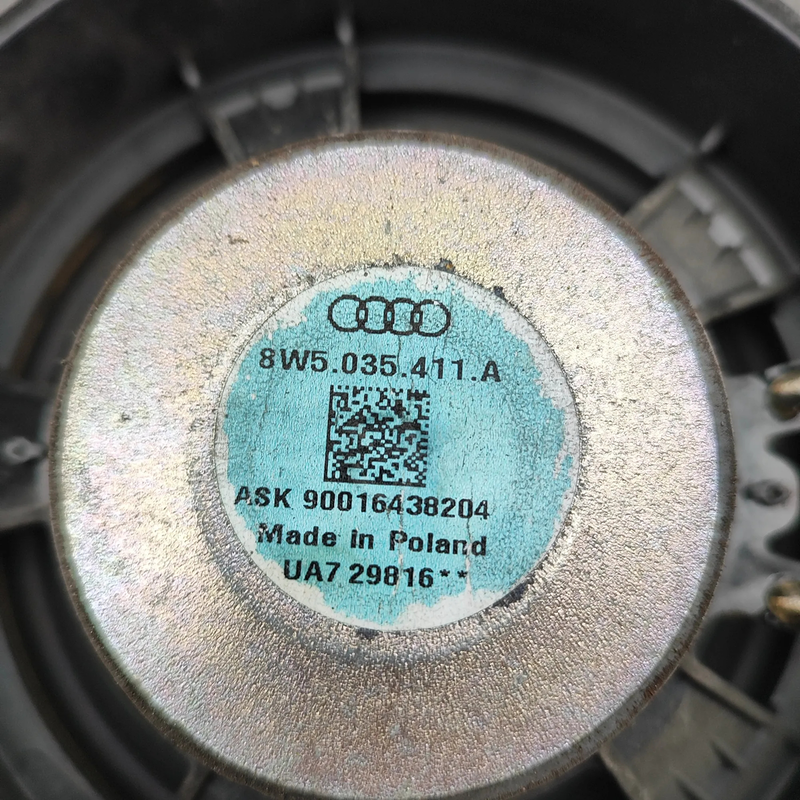 8W5.035.411.A
ASK 90016438204
Made in Poland
UA7 29816**